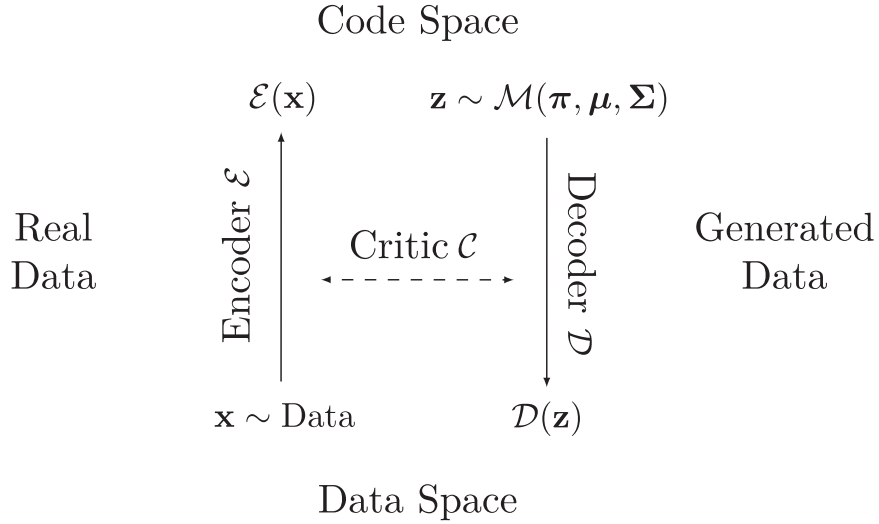 Code Space
ℰ(𝐱)
𝐳 ∼ ℳ(𝝅, 𝝁, 𝚺)
Real
Data
Encoder ℰ
Critic 𝒞
Decoder 𝒟
Generated
Data
𝐱 ∼ Data
𝒟(𝐳)
Data Space